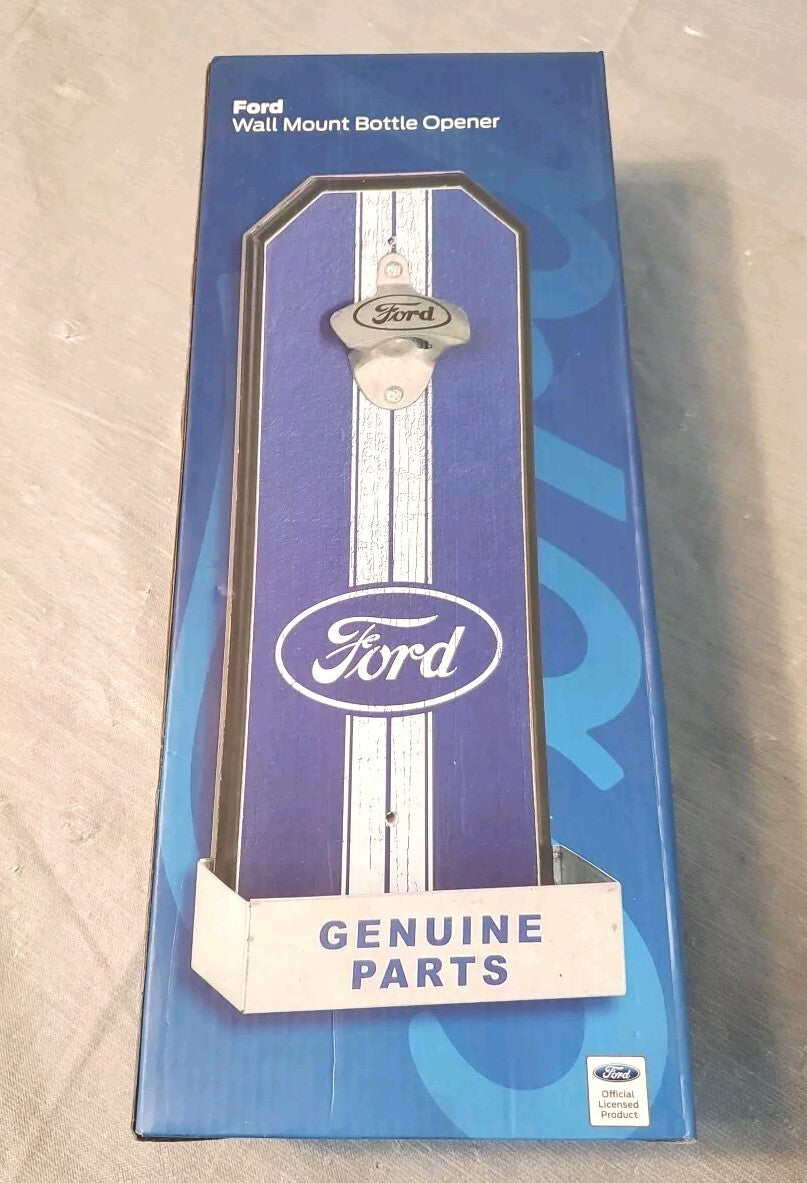 Ford
Wall Mount Bottle Opener
Ford
Ford
GENUINE
PARTS
Ford
Official
Licensed
Product